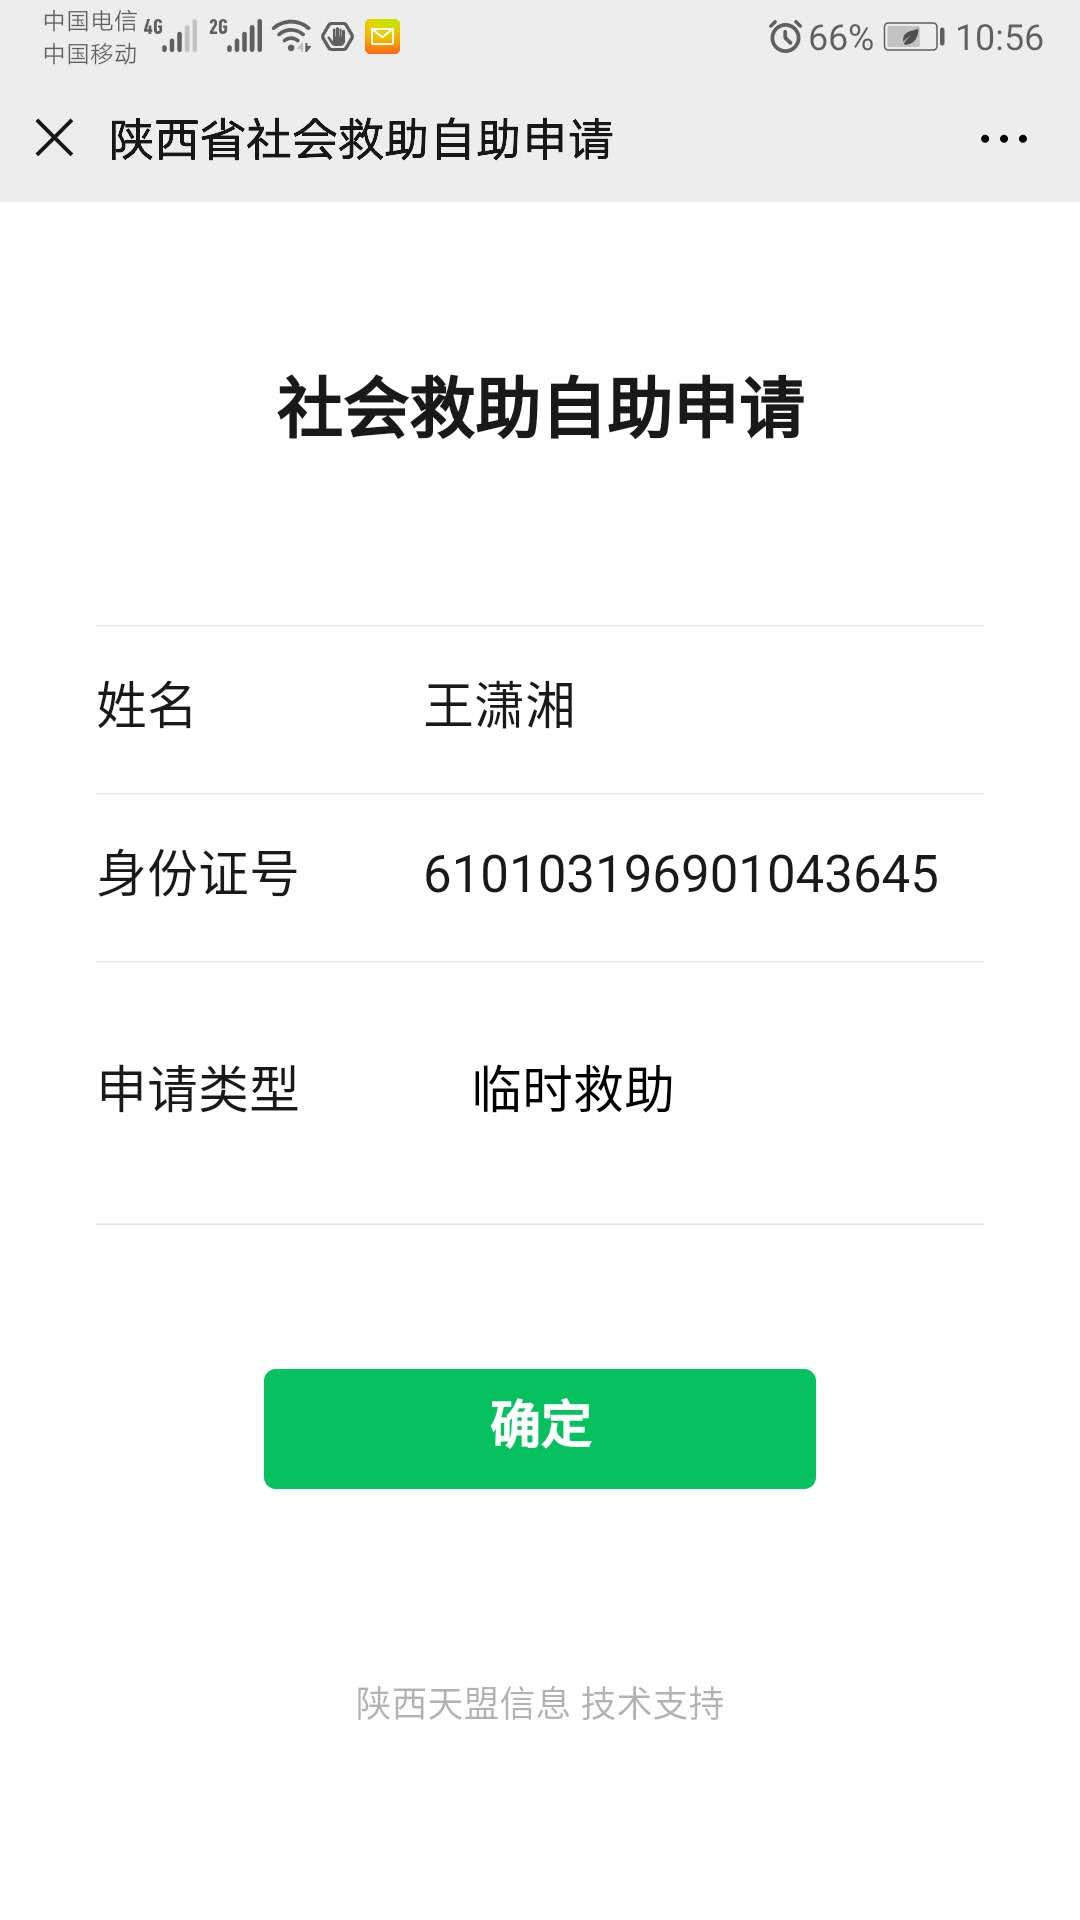 中国电信 4G 2G
中国移动
66% 10:56
陕西省社会救助自助申请
社会救助自助申请
姓名 王潇湘
身份证号 610103196901043645
申请类型 临时救助
确定
陕西天盟信息 技术支持